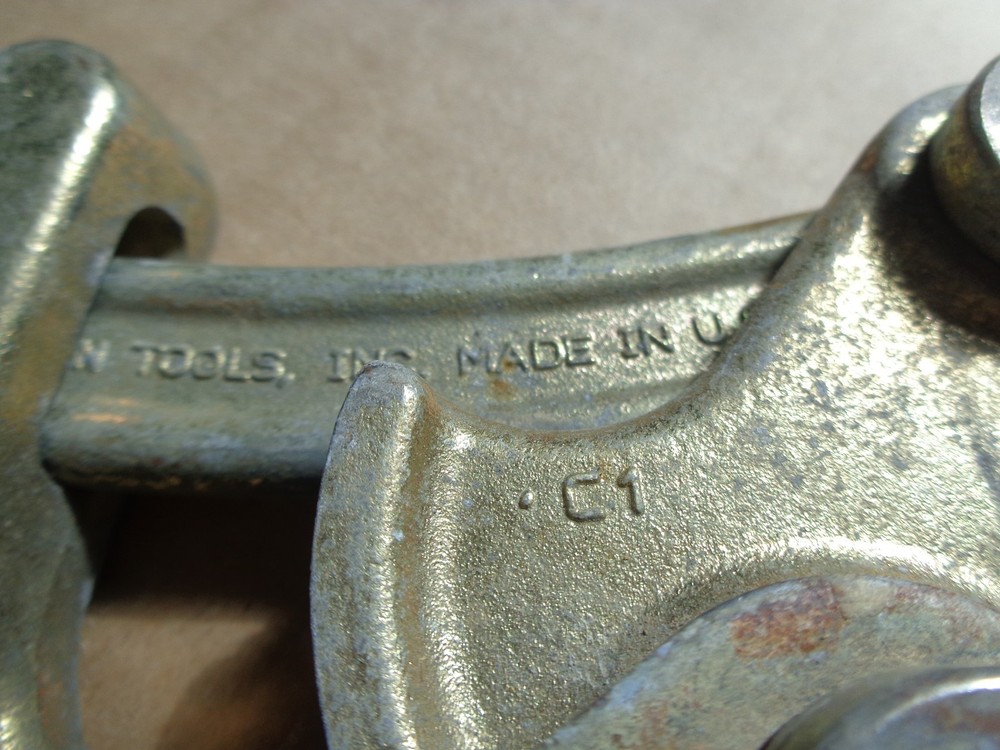 N TOOLS, INC. MADE IN U.S
· C1